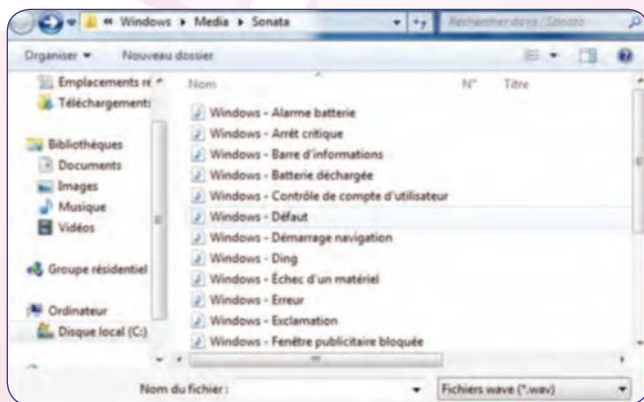 « Windows ▸ Media ▸ Sonata
Rechercher dans : Sonata
Organiser ▾ Nouveau dossier
Emplacements ré
Téléchargements
Bibliothèques
Documents
Images
Musique
Vidéos
Groupe résidentiel
Ordinateur
Disque local (C:)
Nom N° Titre
Windows - Alarme batterie
Windows - Arrêt critique
Windows - Barre d'informations
Windows - Batterie déchargée
Windows - Contrôle de compte d'utilisateur
Windows - Défaut
Windows - Démarrage navigation
Windows - Ding
Windows - Échec d'un matériel
Windows - Erreur
Windows - Exclamation
Windows - Fenêtre publicitaire bloquée
Nom du fichier :
Fichiers wave (*.wav)